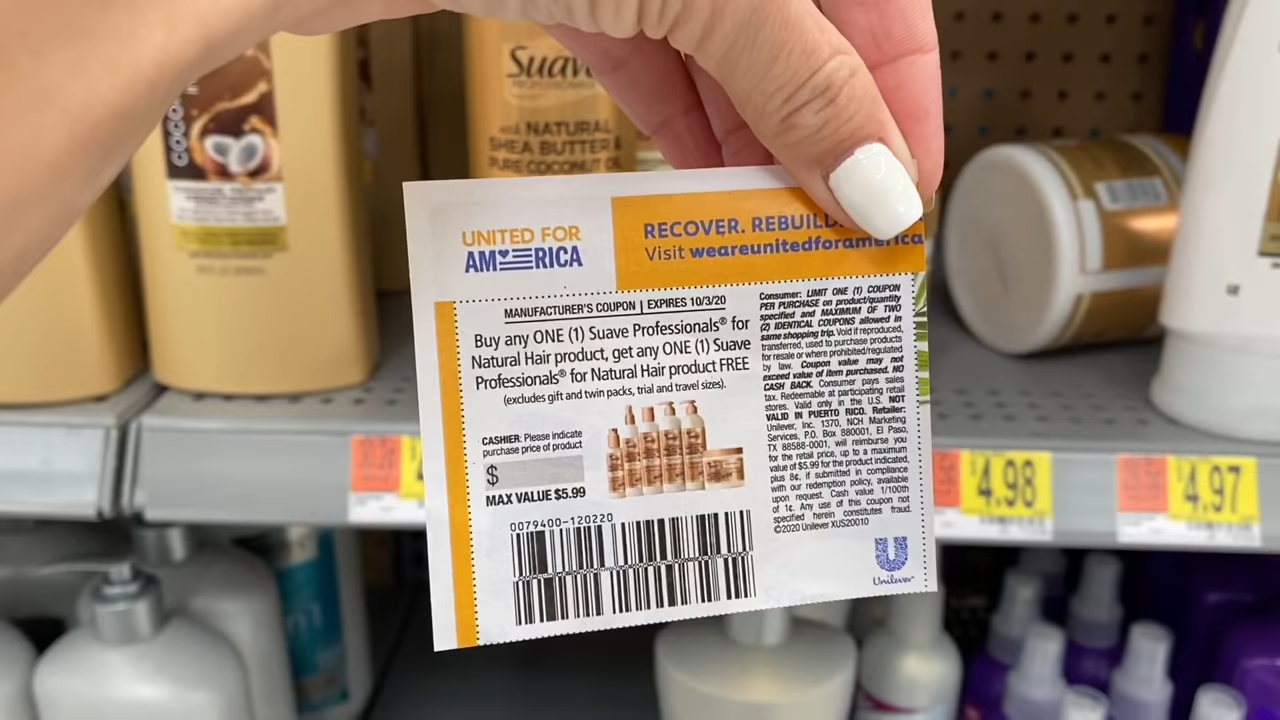 COCO
Suav
PROFESSIONALS
NATURAL
SHEA BUTTER &
PURE COCONUT OIL
UNITED FOR
AMERICA
RECOVER. REBUILD.
Visit weareunitedforamerica
MANUFACTURER'S COUPON | EXPIRES 10/3/20
Buy any ONE (1) Suave Professionals® for
Natural Hair product, get any ONE (1) Suave
Professionals® for Natural Hair product FREE
(excludes gift and twin packs, trial and travel sizes).
CASHIER: Please indicate
purchase price of product
$
MAX VALUE $5.99
0079400-120220
Consumer: LIMIT ONE (1) COUPON
PER PURCHASE on product/quantity
specified and MAXIMUM OF TWO
(2) IDENTICAL COUPONS allowed in
same shopping trip. Void if reproduced,
transferred, used to purchase products
for resale or where prohibited/regulated
by law. Coupon value may not
exceed value of item purchased. NO
CASH BACK. Consumer pays sales
tax. Redeemable at participating retail
stores. Valid only in the U.S. NOT
VALID IN PUERTO RICO. Retailer:
Unilever, Inc. 1370, NCH Marketing
Services, P.O. Box 880001, El Paso,
TX 88588-0001, will reimburse you
for the retail price, up to a maximum
value of $5.99 for the product indicated,
plus 8¢, if submitted in compliance
with our redemption policy, available
upon request. Cash value 1/100th
of 1¢. Any use of this coupon not
specified herein constitutes fraud.
©2020 Unilever XUS20010
Unilever
$4.98
$4.97